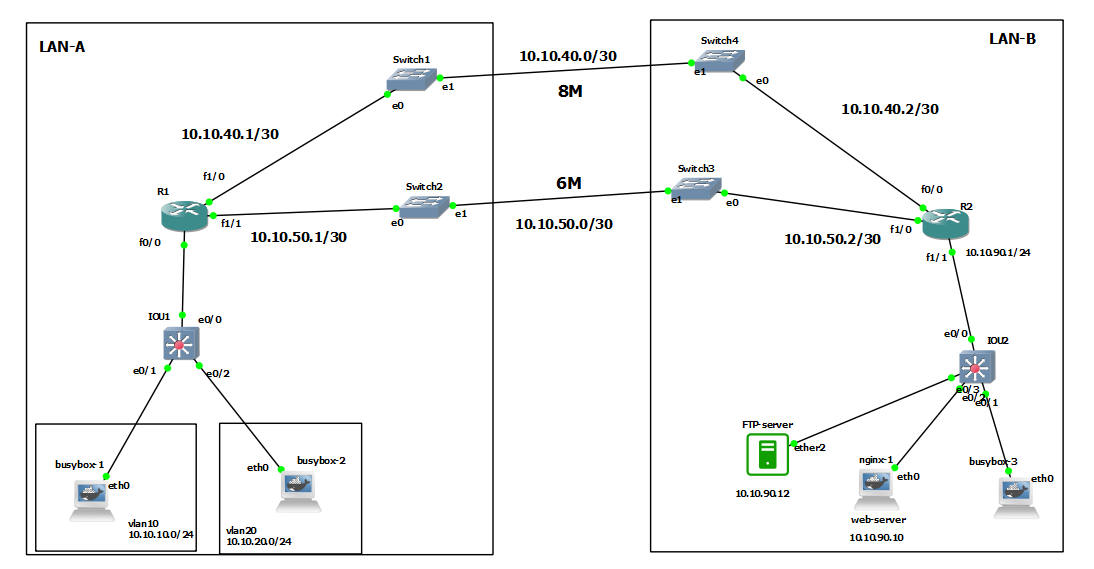 LAN-A
LAN-B
Switch1
e0
e1
10.10.40.0/30
8M
Switch4
e1
e0
10.10.40.1/30
10.10.40.2/30
R1
f1/0
f1/1
f0/0
Switch2
e0
e1
6M
10.10.50.0/30
Switch3
e1
e0
10.10.50.1/30
10.10.50.2/30
f0/0
R2
f1/0
f1/1
10.10.90.1/24
IOU1
e0/0
e0/1
e0/2
e0/0
IOU2
e0/3
e0/2
e0/1
busybox-1
eth0
vlan10
10.10.10.0/24
eth0
busybox-2
vlan20
10.10.20.0/24
FTP-server
ether2
10.10.90.12
nginx-1
eth0
web-server
10.10.90.10
busybox-3
eth0